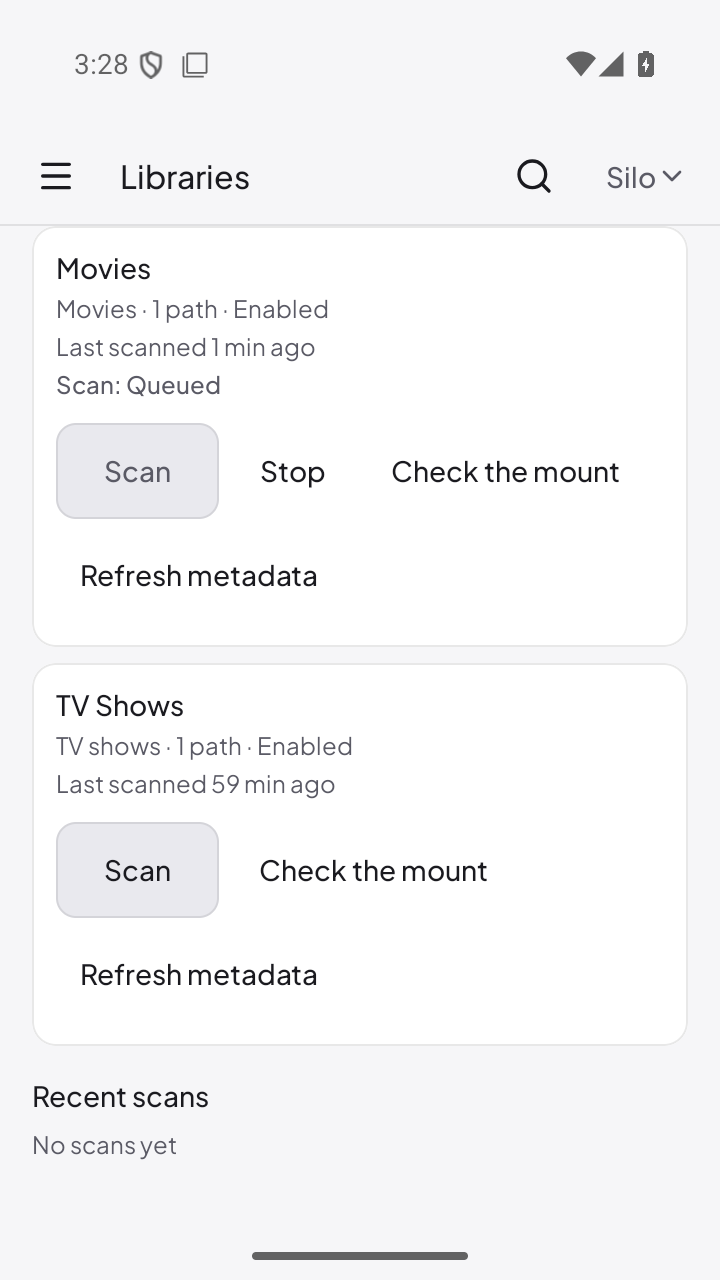 3:28
Libraries
Silo
Movies
Movies · 1 path · Enabled
Last scanned 1 min ago
Scan: Queued
Scan Stop Check the mount
Refresh metadata
TV Shows
TV shows · 1 path · Enabled
Last scanned 59 min ago
Scan Check the mount
Refresh metadata
Recent scans
No scans yet